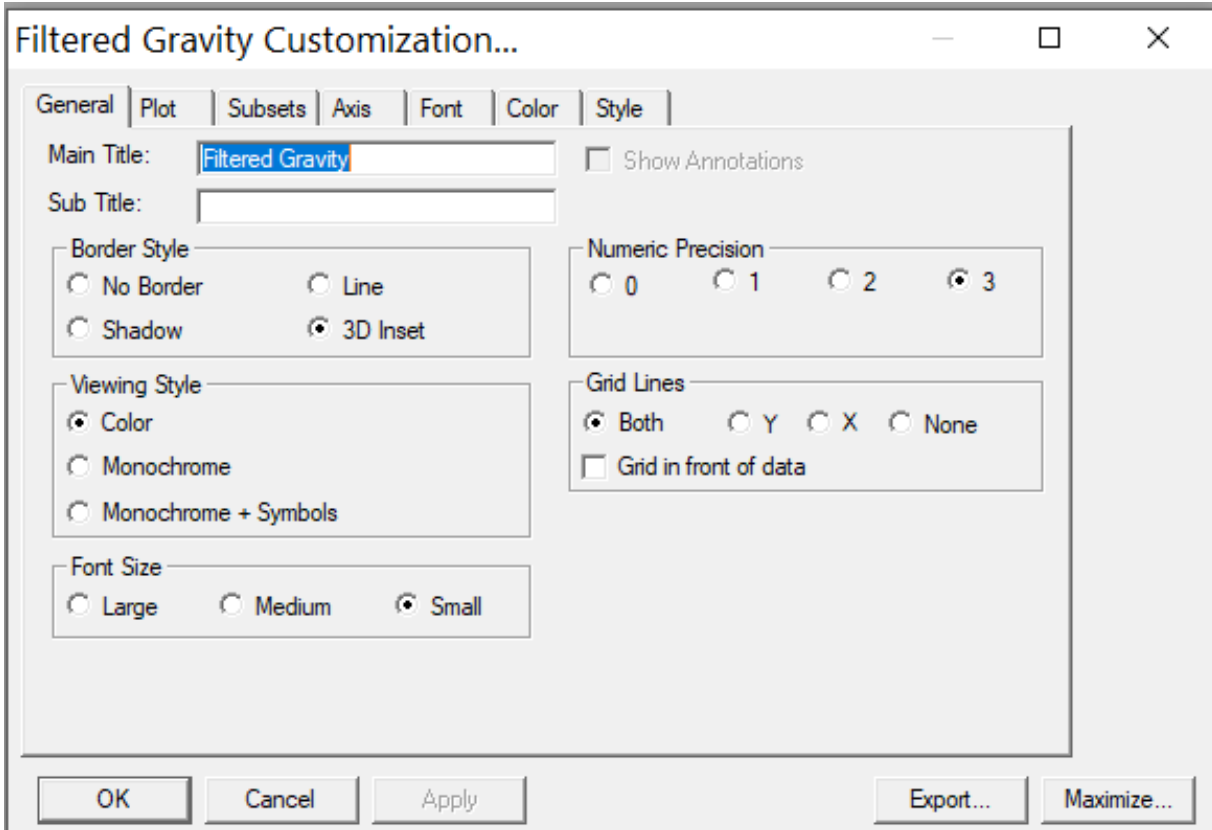 Filtered Gravity Customization...
General Plot Subsets Axis Font Color Style
Main Title: Filtered Gravity Show Annotations
Sub Title:
Border Style
No Border Line
Shadow 3D Inset
Numeric Precision
0 1 2 3
Viewing Style
Color
Monochrome
Monochrome + Symbols
Grid Lines
Both Y X None
Grid in front of data
Font Size
Large Medium Small
OK Cancel Apply Export... Maximize...